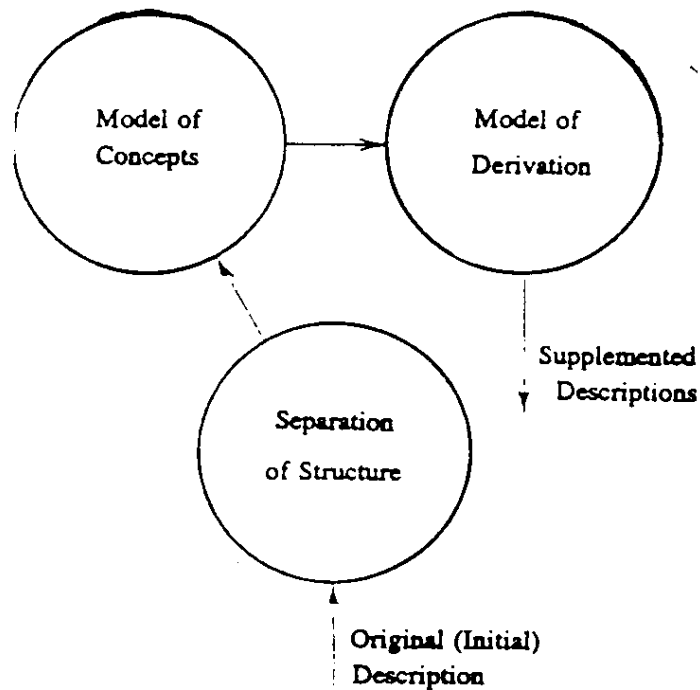 Model of
Concepts
Model of
Derivation
Supplemented
Descriptions
Separation
of Structure
Original (Initial)
Description